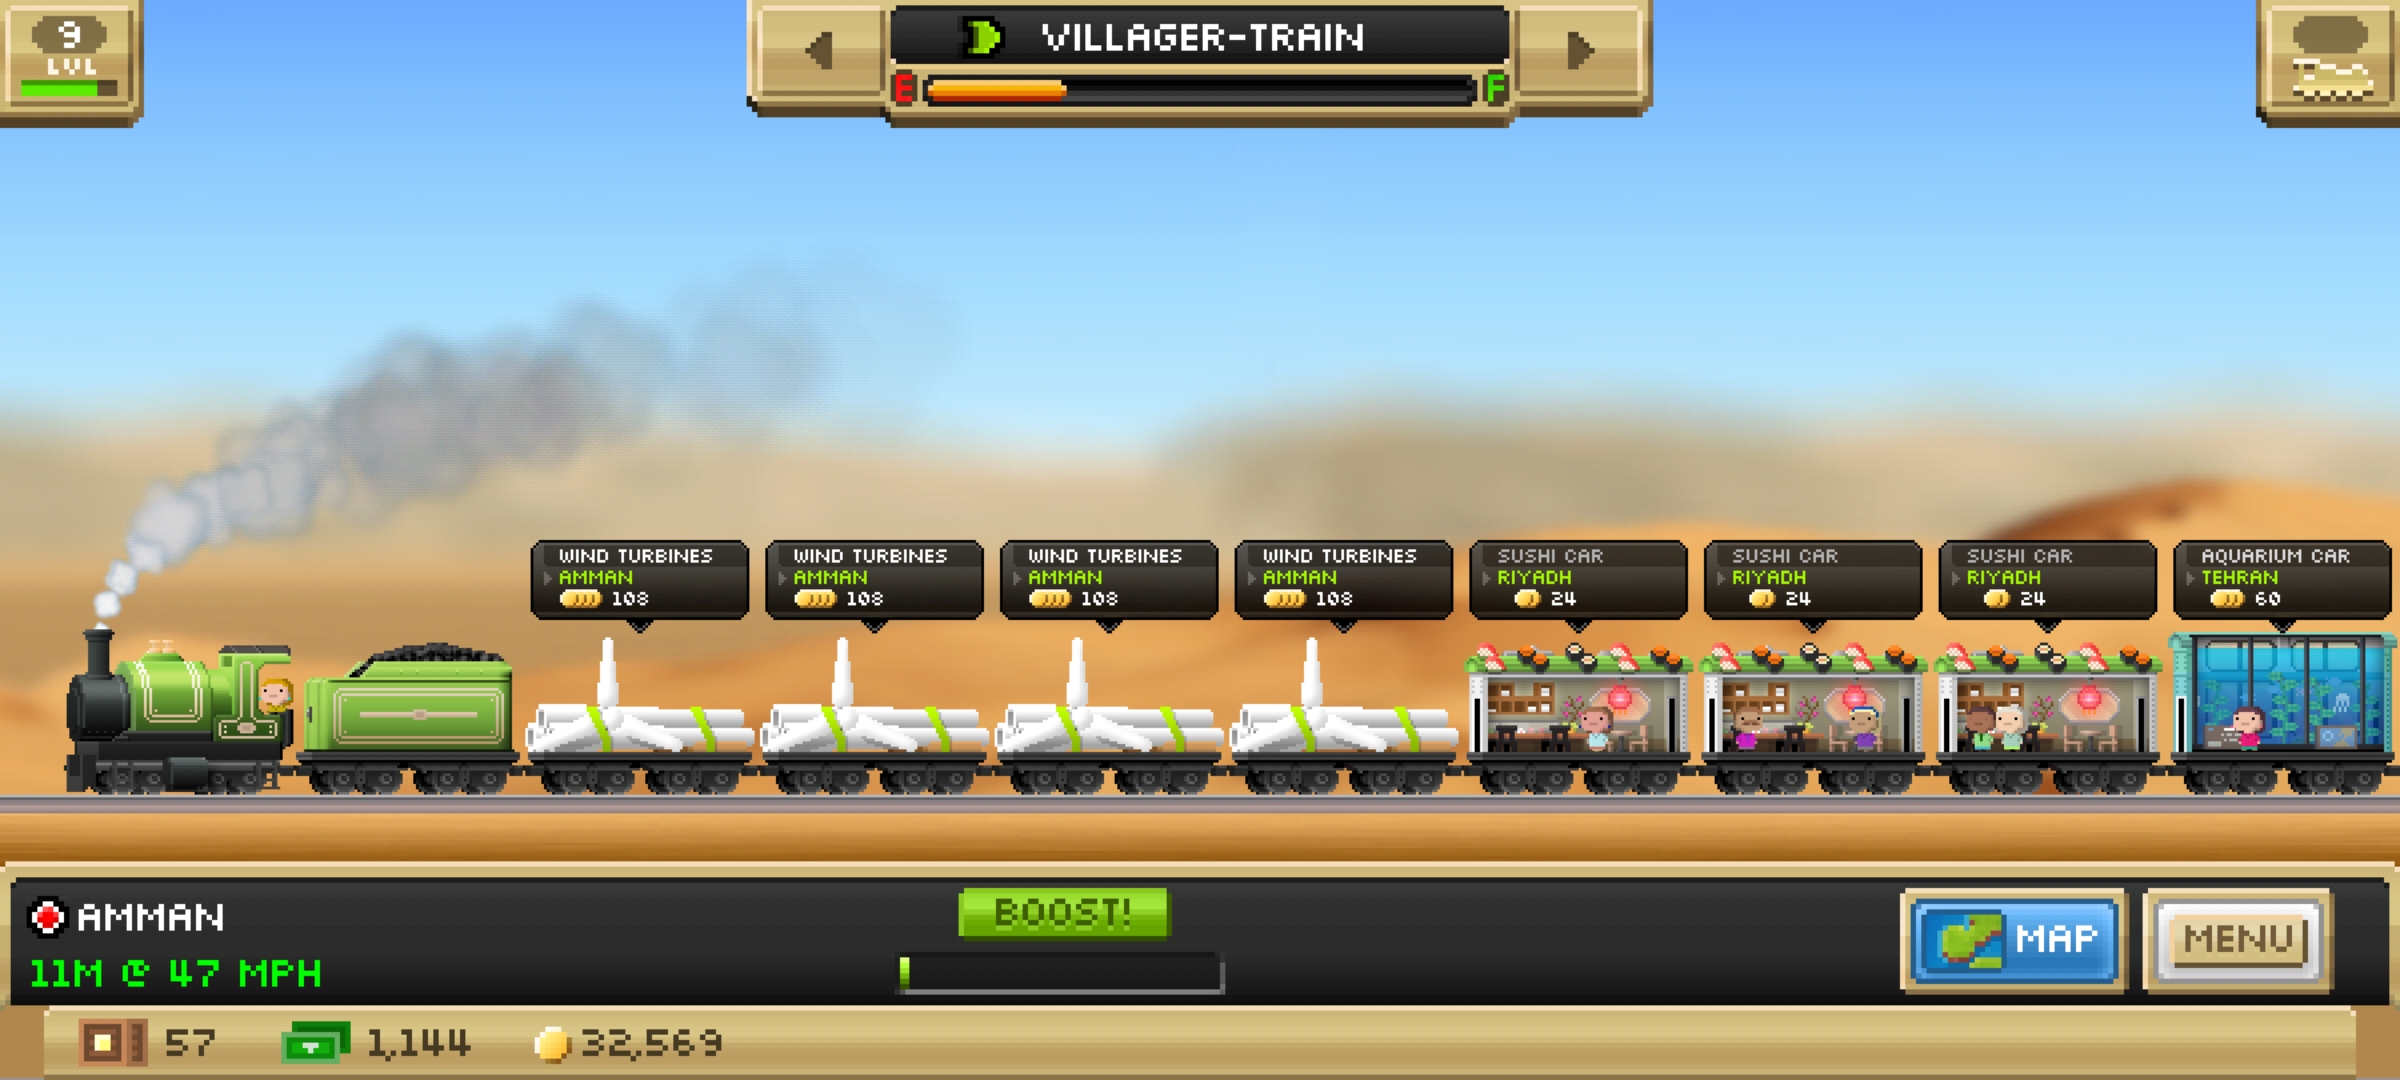 9
LVL
VILLAGER-TRAIN
E
F
WIND TURBINES
AMMAN
108
WIND TURBINES
AMMAN
108
WIND TURBINES
AMMAN
108
WIND TURBINES
AMMAN
108
SUSHI CAR
RIYADH
24
SUSHI CAR
RIYADH
24
SUSHI CAR
RIYADH
24
AQUARIUM CAR
TEHRAN
60
AMMAN
11M @ 47 MPH
BOOST!
MAP
MENU
57
1,144
32,569